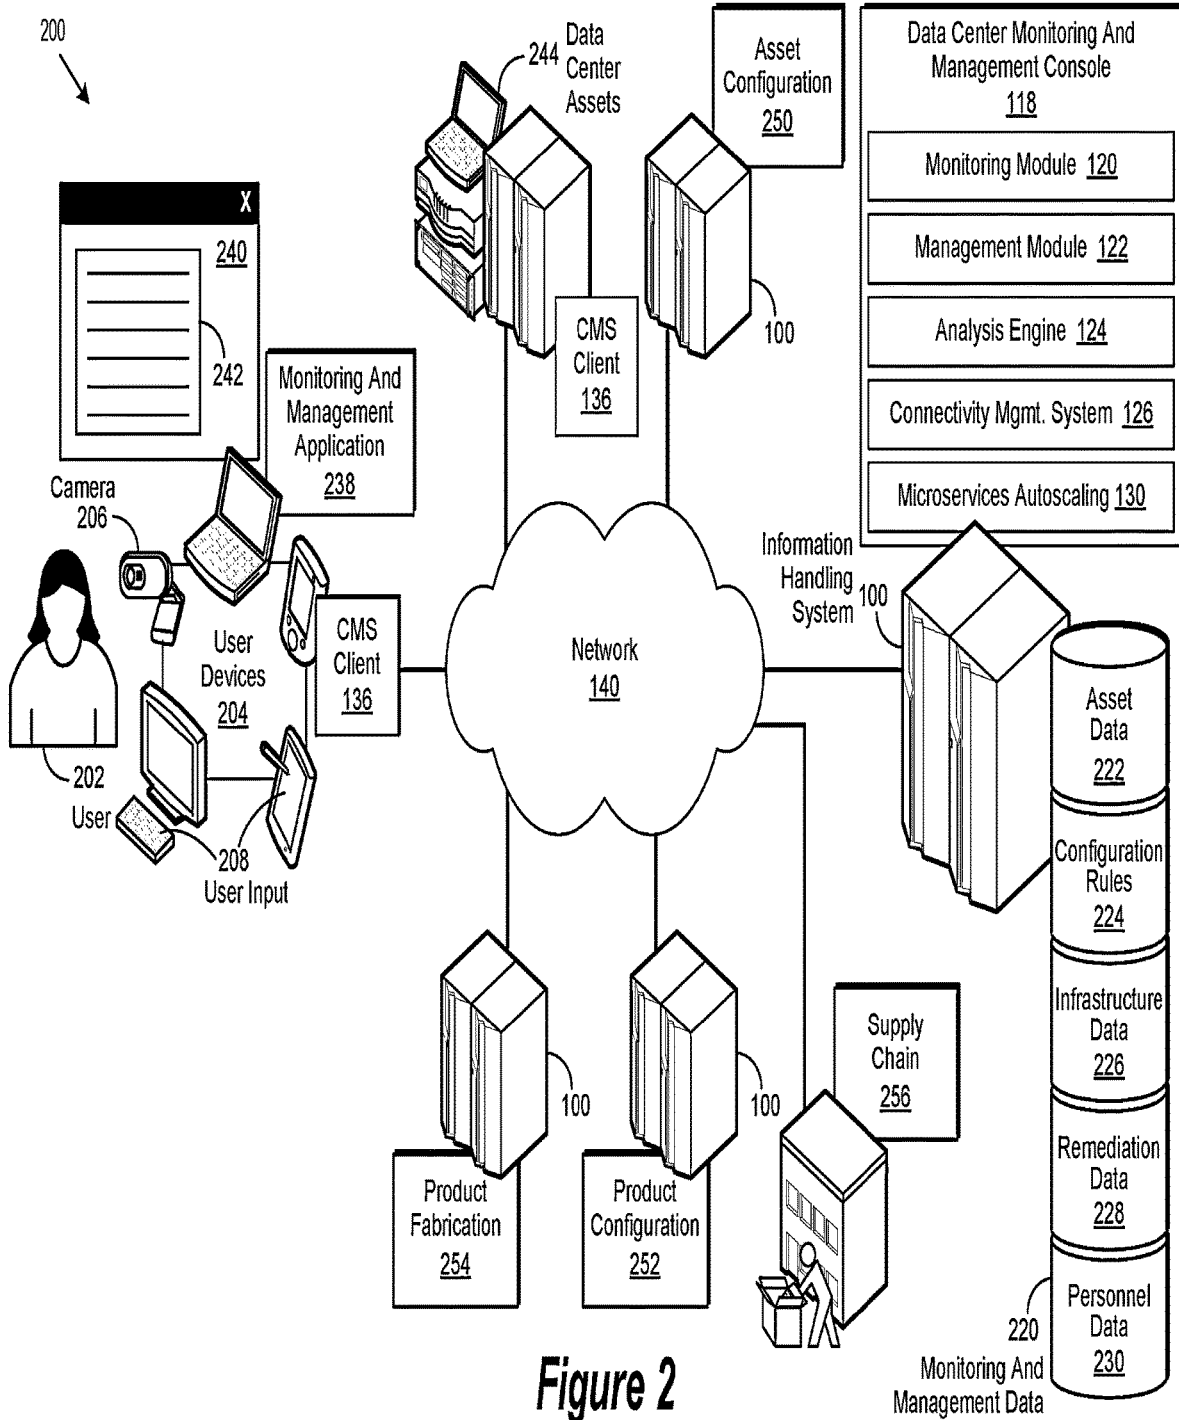 200
244
Data
Center
Assets
Asset
Configuration
250
100
Data Center Monitoring And
Management Console
118
Monitoring Module 120
Management Module 122
Analysis Engine 124
Connectivity Mgmt. System 126
Microservices Autoscaling 130
X
240
242
Monitoring And
Management
Application
238
CMS
Client
136
Camera
206
User
Devices
204
CMS
Client
136
202
User
208
User Input
Network
140
Information
Handling
System
100
Asset
Data
222
Configuration
Rules
224
Infrastructure
Data
226
Remediation
Data
228
Personnel
Data
230
220
Monitoring And
Management Data
100
Product
Fabrication
254
100
Product
Configuration
252
Supply
Chain
256
Figure 2